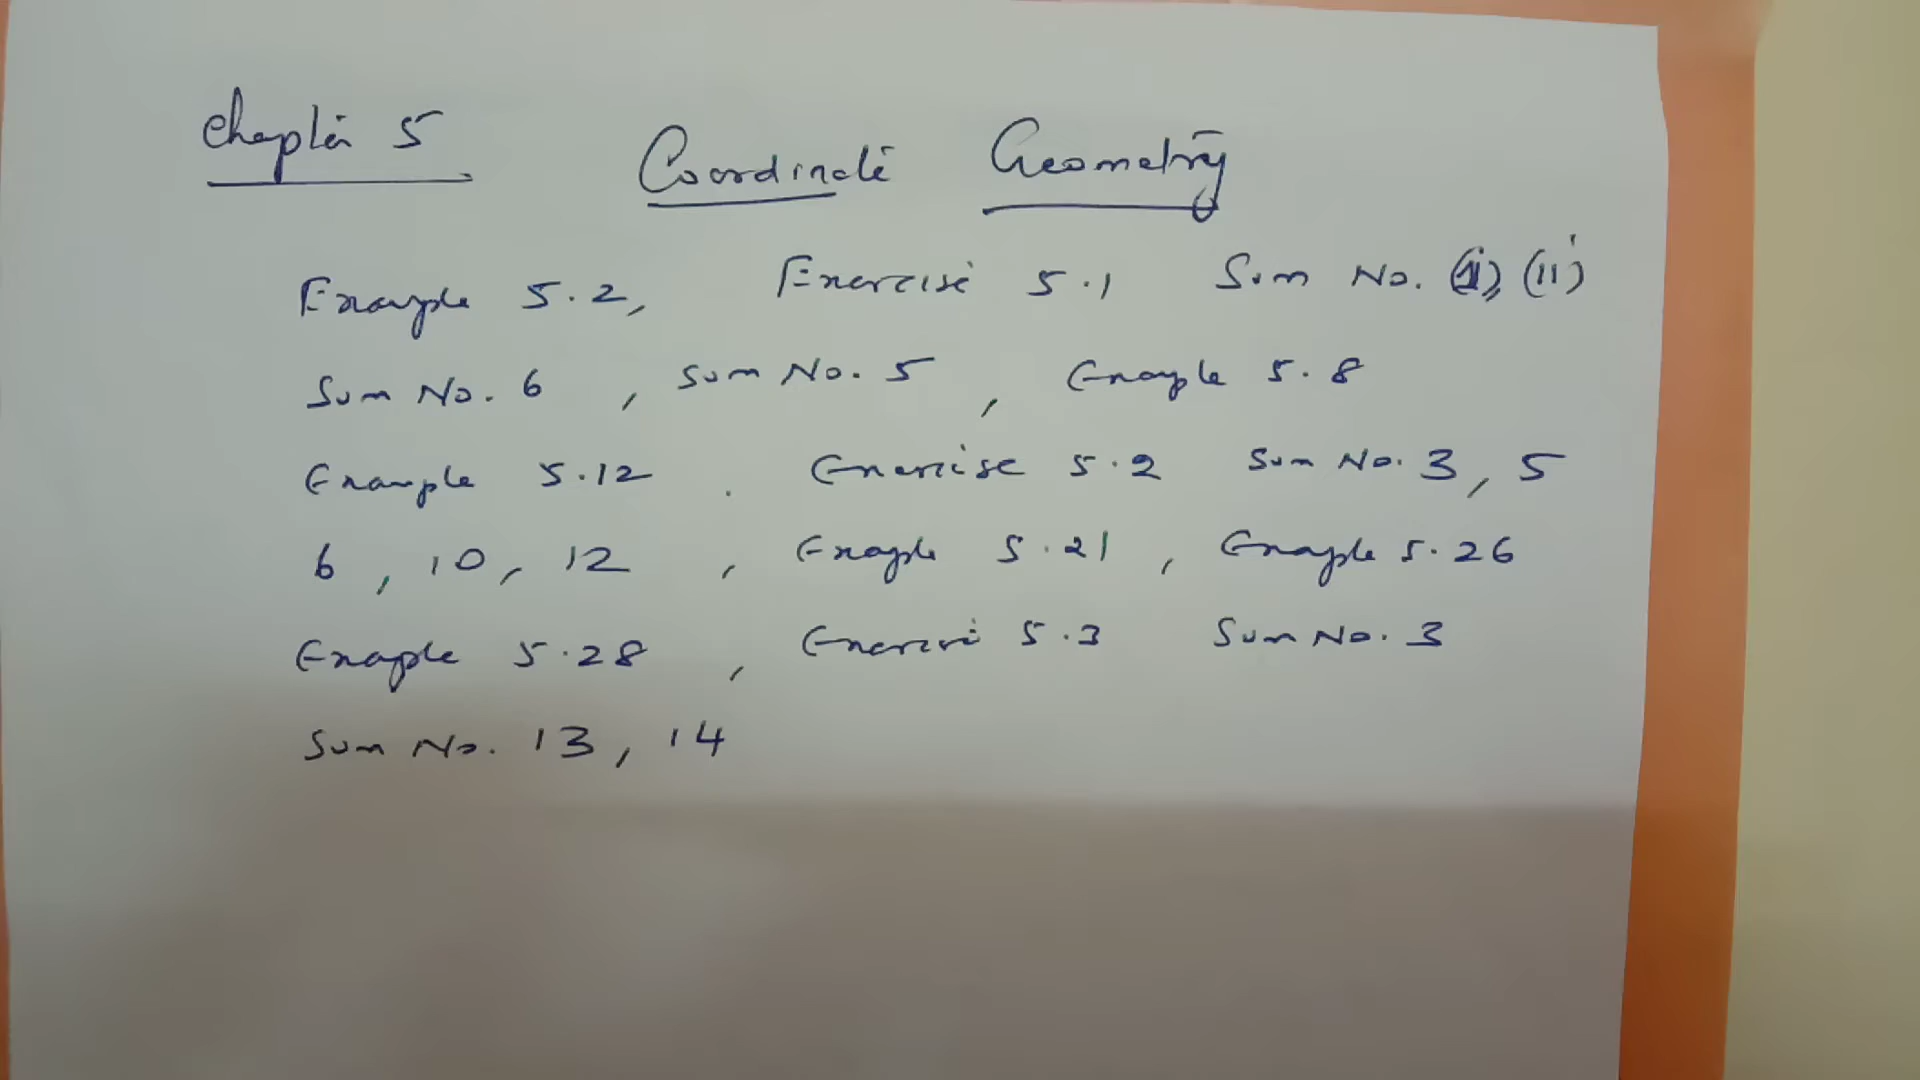 Chapter 5
Coordinate Geometry
Example 5.2, Exercise 5.1 Sum No. (i), (ii)
Sum No. 6 , Sum No. 5 , Example 5.8
Example 5.12 . Exercise 5.2 Sum No. 3, 5
6, 10, 12 , Example 5.21, Example 5.26
Example 5.28 , Exercise 5.3 Sum No. 3
Sum No. 13, 14